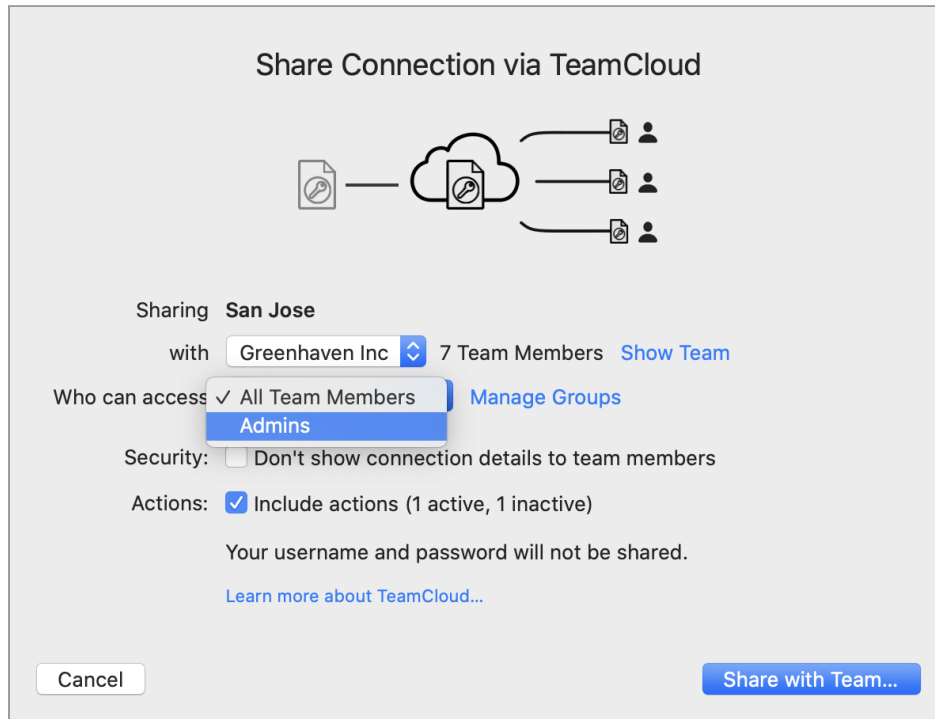 Share Connection via TeamCloud
Sharing San Jose
with Greenhaven Inc 7 Team Members Show Team
Who can access ✓ All Team Members Manage Groups
Admins
Security: Don't show connection details to team members
Actions: Include actions (1 active, 1 inactive)
Your username and password will not be shared.
Learn more about TeamCloud...
Cancel Share with Team...